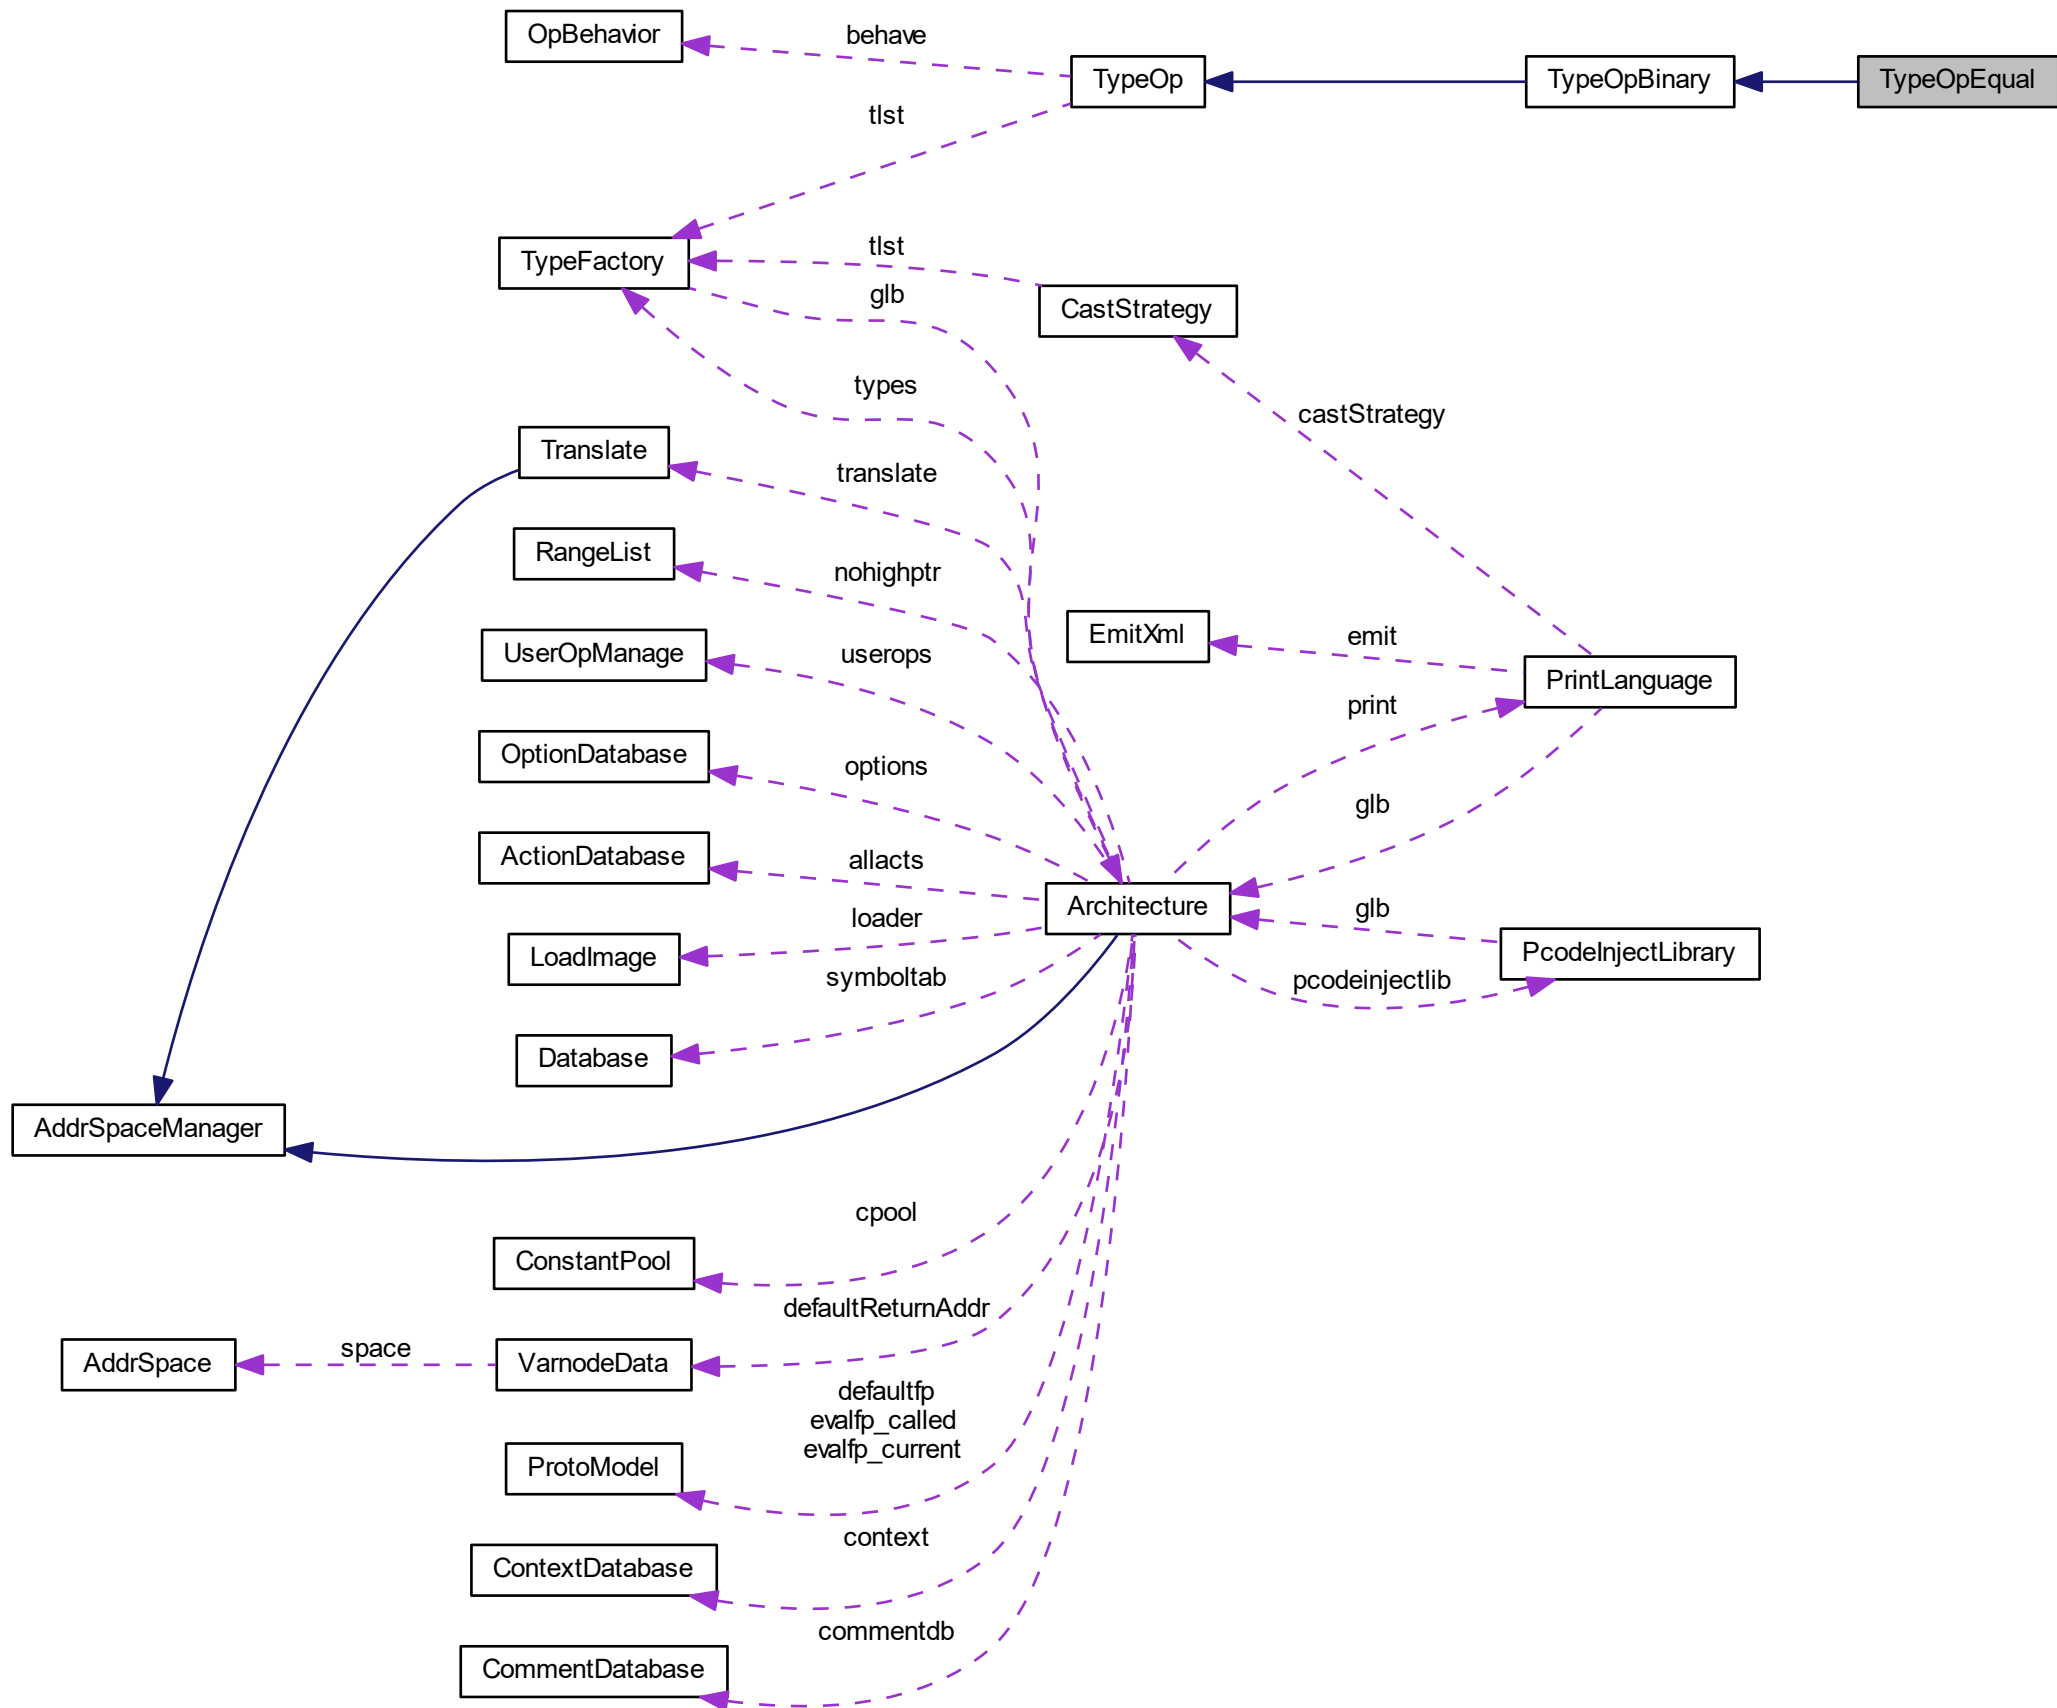 OpBehavior
behave
TypeOp
TypeOpBinary
TypeOpEqual
tlst
TypeFactory
tlst
glb
CastStrategy
types
castStrategy
Translate
translate
RangeList
nohighptr
UserOpManage
userops
EmitXml
emit
PrintLanguage
print
OptionDatabase
options
glb
ActionDatabase
allacts
Architecture
glb
LoadImage
loader
PcodeInjectLibrary
symboltab
pcodeinjectlib
Database
AddrSpaceManager
cpool
ConstantPool
defaultReturnAddr
AddrSpace
space
VarnodeData
defaultfp
evalfp_called
evalfp_current
ProtoModel
context
ContextDatabase
commentdb
CommentDatabase